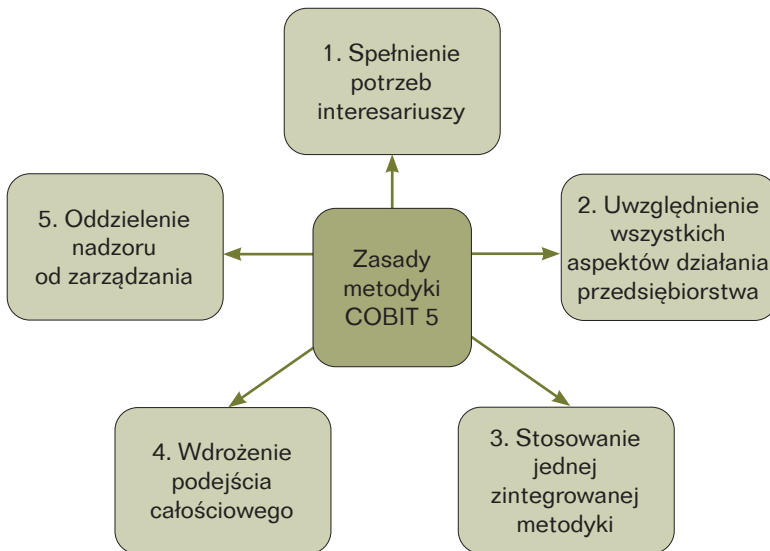 1. Spełnienie
potrzeb
interesariuszy
5. Oddzielenie
nadzoru
od zarządzania
Zasady
metodyki
COBIT 5
2. Uwzględnienie
wszystkich
aspektów działania
przedsiębiorstwa
4. Wdrożenie
podejścia
całościowego
3. Stosowanie
jednej
zintegrowanej
metodyki